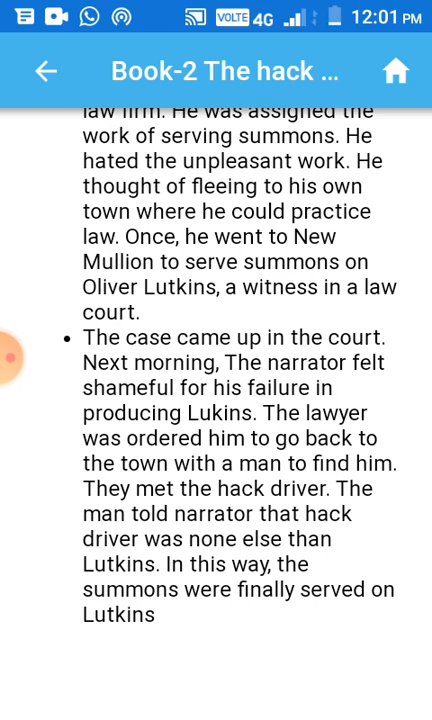 VOLTE 4G 12:01 PM
Book-2 The hack ...
law firm. He was assigned the
work of serving summons. He
hated the unpleasant work. He
thought of fleeing to his own
town where he could practice
law. Once, he went to New
Mullion to serve summons on
Oliver Lutkins, a witness in a law
court.
• The case came up in the court.
Next morning, The narrator felt
shameful for his failure in
producing Lukins. The lawyer
was ordered him to go back to
the town with a man to find him.
They met the hack driver. The
man told narrator that hack
driver was none else than
Lutkins. In this way, the
summons were finally served on
Lutkins